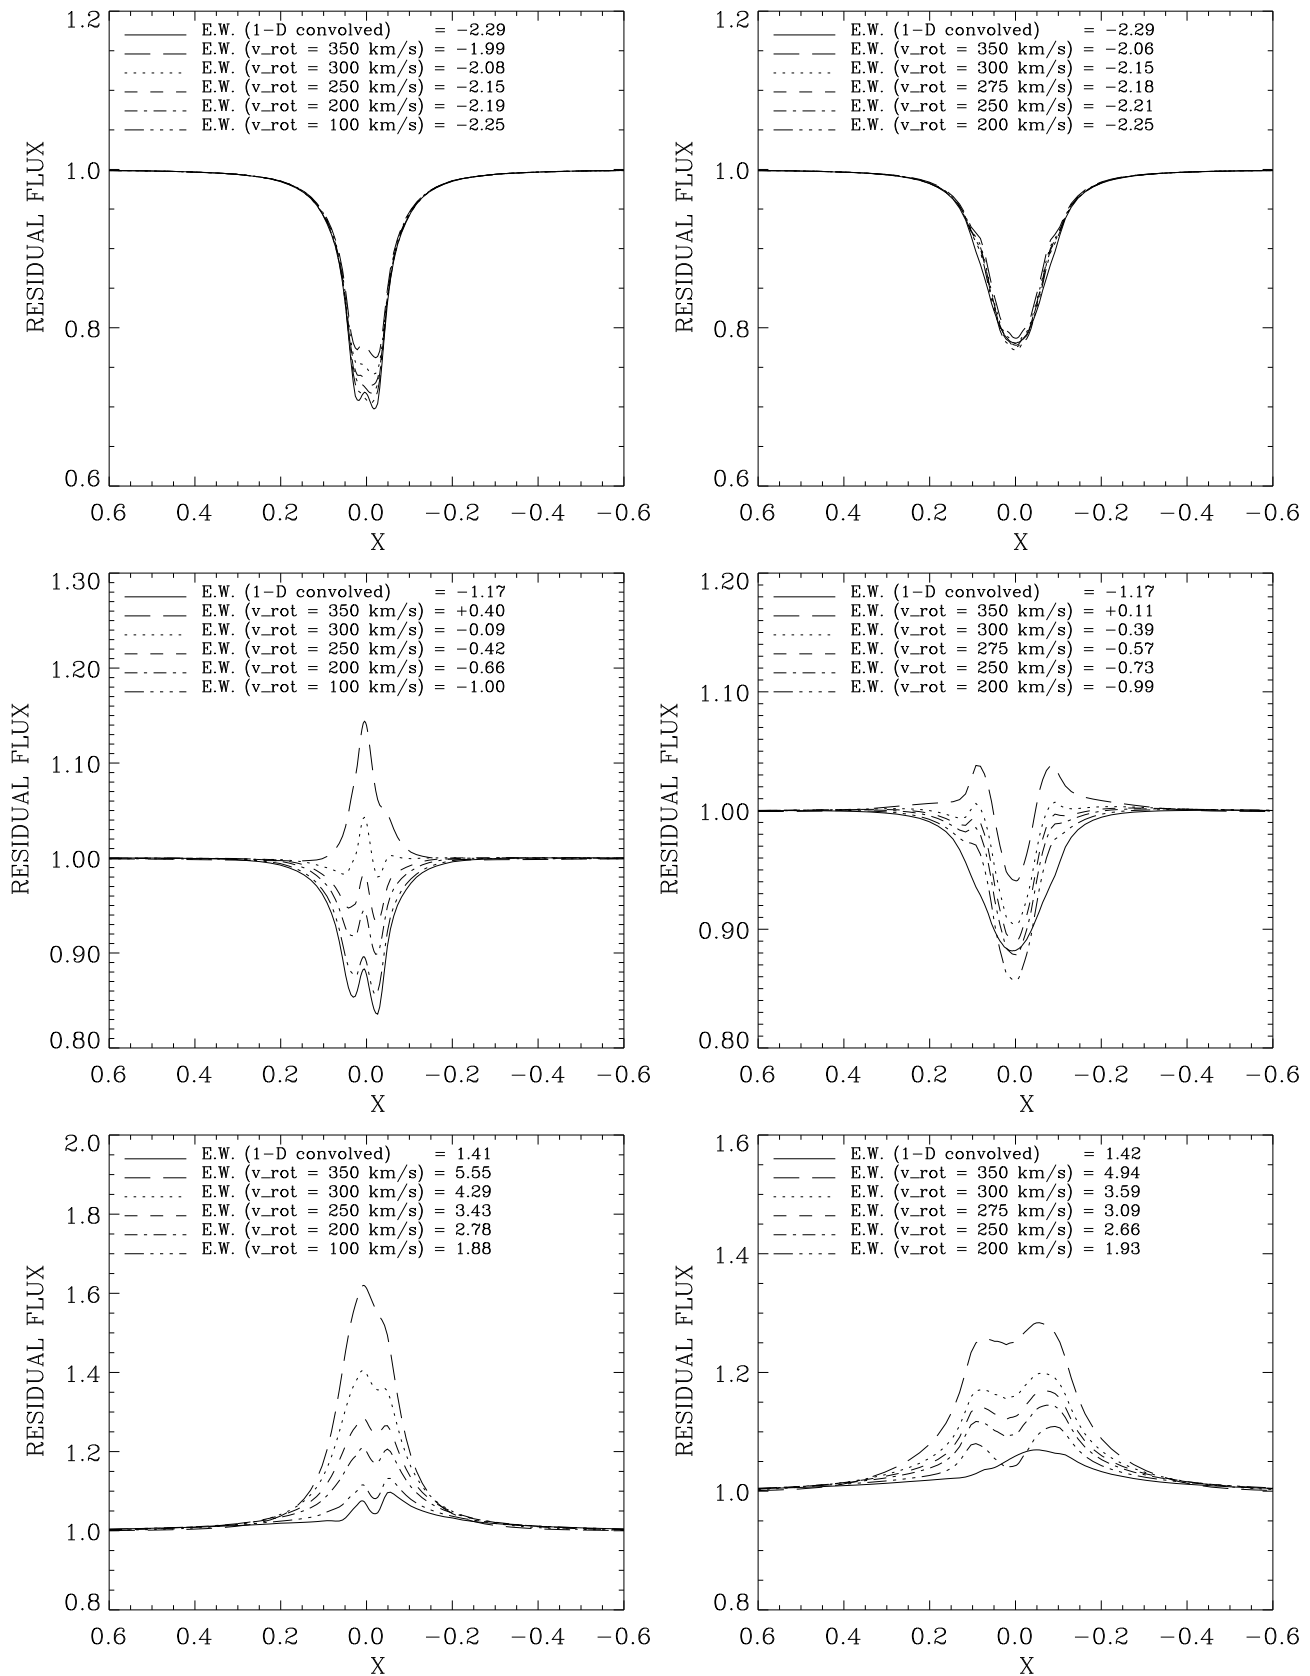 1.2
E.W. (1-D convolved) = -2.29
E.W. (v_rot = 350 km/s) = -1.99
E.W. (v_rot = 300 km/s) = -2.08
E.W. (v_rot = 250 km/s) = -2.15
E.W. (v_rot = 200 km/s) = -2.19
E.W. (v_rot = 100 km/s) = -2.25
1.0
0.8
0.6
RESIDUAL FLUX
0.6 0.4 0.2 0.0 -0.2 -0.4 -0.6
X
1.2
E.W. (1-D convolved) = -2.29
E.W. (v_rot = 350 km/s) = -2.06
E.W. (v_rot = 300 km/s) = -2.15
E.W. (v_rot = 275 km/s) = -2.18
E.W. (v_rot = 250 km/s) = -2.21
E.W. (v_rot = 200 km/s) = -2.25
1.0
0.8
0.6
RESIDUAL FLUX
0.6 0.4 0.2 0.0 -0.2 -0.4 -0.6
X
1.30
E.W. (1-D convolved) = -1.17
E.W. (v_rot = 350 km/s) = +0.40
E.W. (v_rot = 300 km/s) = -0.09
E.W. (v_rot = 250 km/s) = -0.42
E.W. (v_rot = 200 km/s) = -0.66
E.W. (v_rot = 100 km/s) = -1.00
1.20
1.10
1.00
0.90
0.80
RESIDUAL FLUX
0.6 0.4 0.2 0.0 -0.2 -0.4 -0.6
X
1.20
E.W. (1-D convolved) = -1.17
E.W. (v_rot = 350 km/s) = +0.11
E.W. (v_rot = 300 km/s) = -0.39
E.W. (v_rot = 275 km/s) = -0.57
E.W. (v_rot = 250 km/s) = -0.73
E.W. (v_rot = 200 km/s) = -0.99
1.10
1.00
0.90
0.80
RESIDUAL FLUX
0.6 0.4 0.2 0.0 -0.2 -0.4 -0.6
X
2.0
E.W. (1-D convolved) = 1.41
E.W. (v_rot = 350 km/s) = 5.55
E.W. (v_rot = 300 km/s) = 4.29
E.W. (v_rot = 250 km/s) = 3.43
E.W. (v_rot = 200 km/s) = 2.78
E.W. (v_rot = 100 km/s) = 1.88
1.8
1.6
1.4
1.2
1.0
0.8
RESIDUAL FLUX
0.6 0.4 0.2 0.0 -0.2 -0.4 -0.6
X
1.6
E.W. (1-D convolved) = 1.42
E.W. (v_rot = 350 km/s) = 4.94
E.W. (v_rot = 300 km/s) = 3.59
E.W. (v_rot = 275 km/s) = 3.09
E.W. (v_rot = 250 km/s) = 2.66
E.W. (v_rot = 200 km/s) = 1.93
1.4
1.2
1.0
0.8
RESIDUAL FLUX
0.6 0.4 0.2 0.0 -0.2 -0.4 -0.6
X